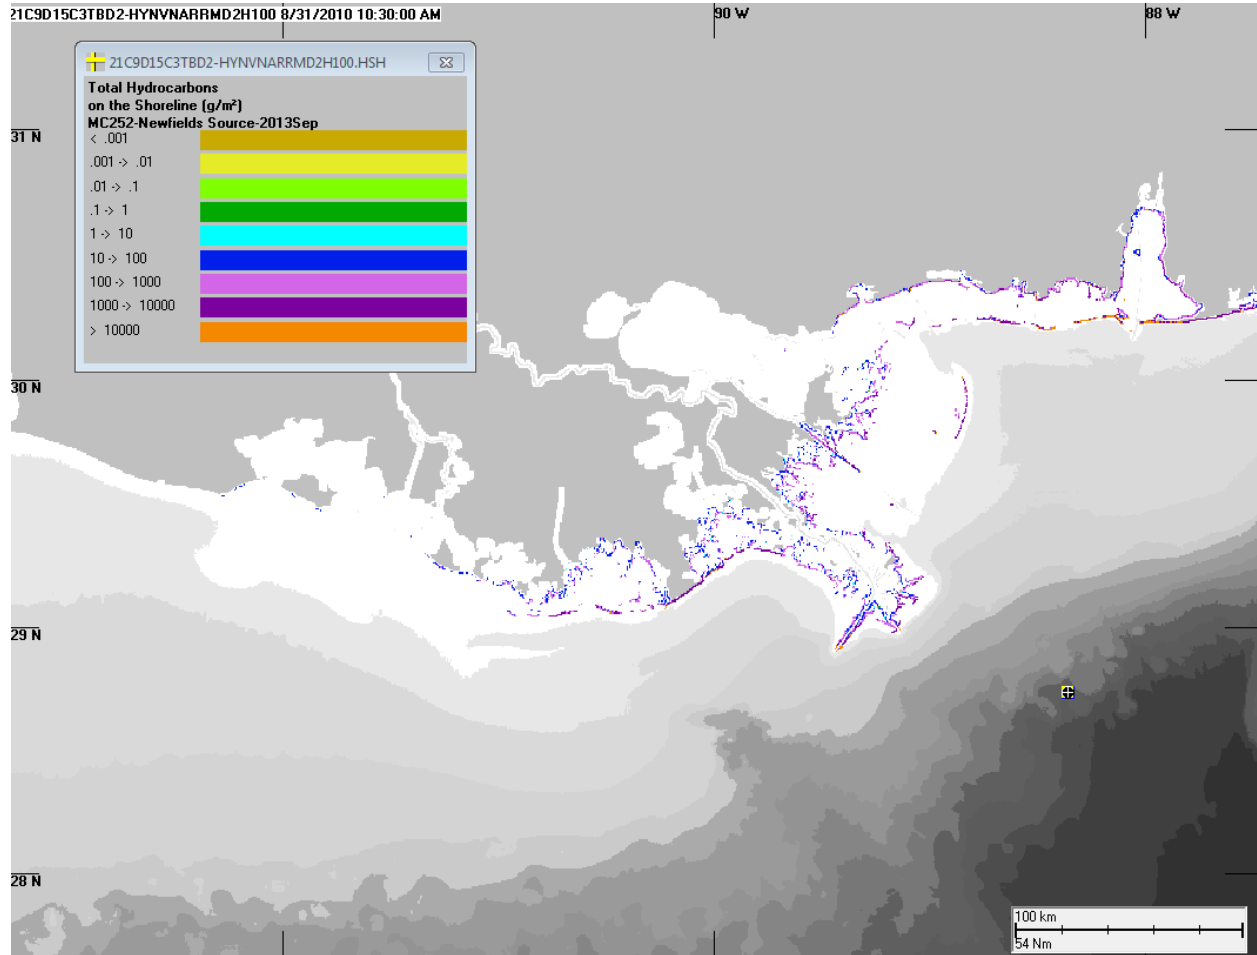 21C9D15C3TBD2-HYNVNARRMD2H100 8/31/2010 10:30:00 AM
90 W
88 W
21C9D15C3TBD2-HYNVNARRMD2H100.HSH
Total Hydrocarbons
on the Shoreline (g/m²)
MC252-Newfields Source-2013Sep
< .001
.001 -> .01
.01 -> .1
.1 -> 1
1 -> 10
10 -> 100
100 -> 1000
1000 -> 10000
> 10000
31 N
30 N
29 N
28 N
100 km
54 Nm